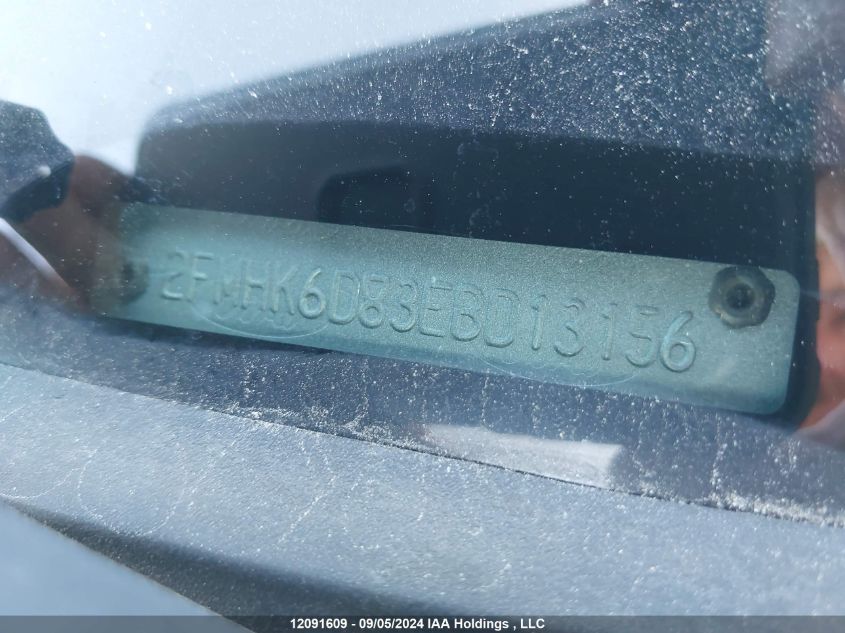 2FMHK6D83EBD13156
12091609 - 09/05/2024 IAA Holdings , LLC